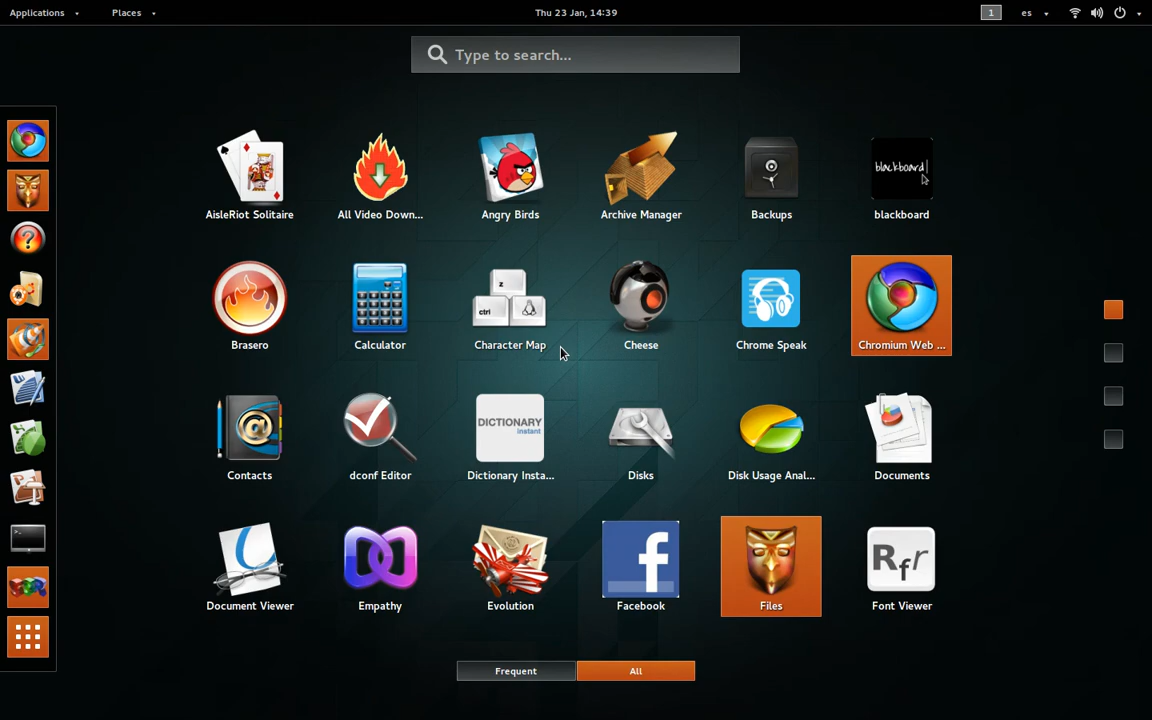 Applications
Places
Thu 23 Jan, 14:39
1
es
Type to search...
AisleRiot Solitaire
All Video Down...
Angry Birds
Archive Manager
Backups
blackboard
blackboard
Brasero
Calculator
z
ctrl
Character Map
Cheese
Chrome Speak
Chromium Web ...
Contacts
dconf Editor
DICTIONARY
instant
Dictionary Insta...
Disks
Disk Usage Anal...
Documents
Document Viewer
Empathy
Evolution
f
Facebook
Files
Rfr
Font Viewer
Frequent
All